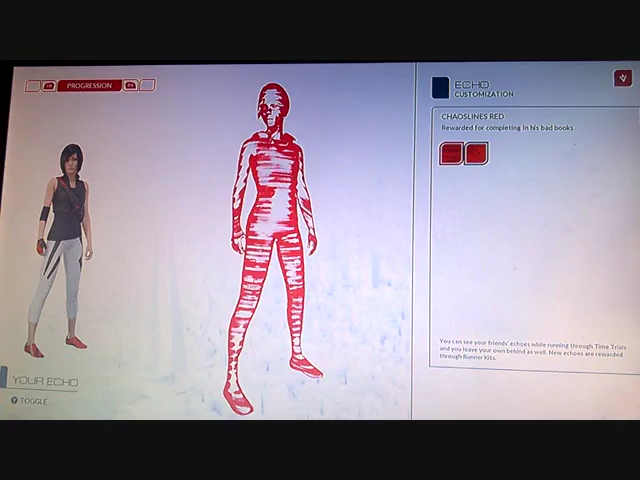 PROGRESSION
ECHO
CUSTOMIZATION
CHAOSLINES RED
Rewarded for completing In his bad books
You can see your friends' echoes while running through Time Trials
and you leave your own behind as well. New echoes are rewarded
through Runner Kits.
YOUR ECHO
Y TOGGLE